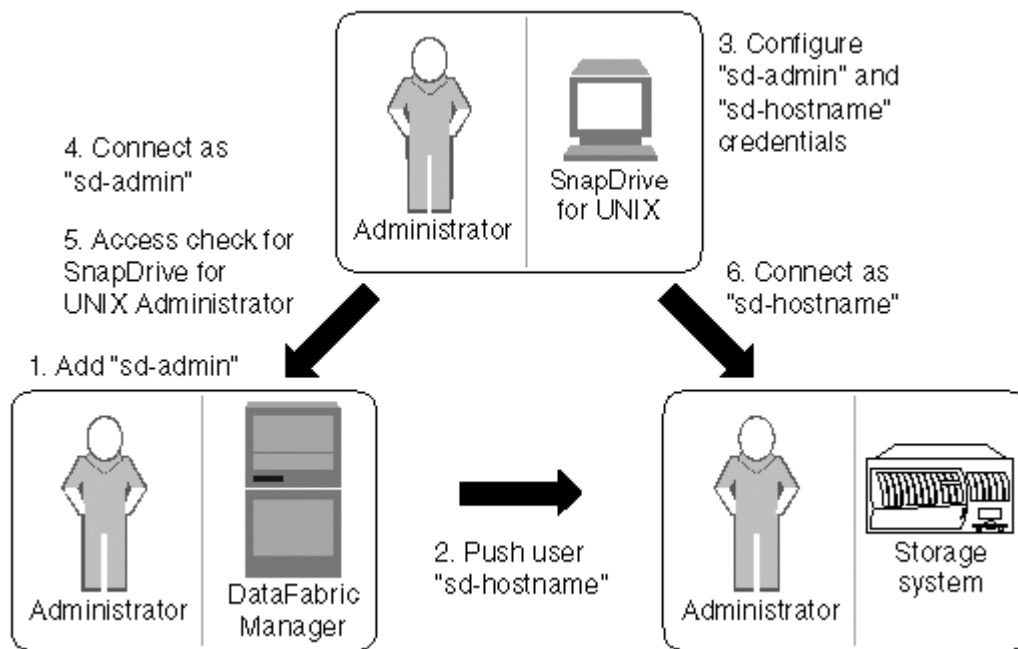 3. Configure
"sd-admin" and
"sd-hostname"
credentials
4. Connect as
"sd-admin"
SnapDrive
for UNIX
Administrator
5. Access check for
SnapDrive for
UNIX Administrator
6. Connect as
"sd-hostname"
1. Add "sd-admin"
2. Push user
"sd-hostname"
Administrator
DataFabric
Manager
Administrator
Storage
system